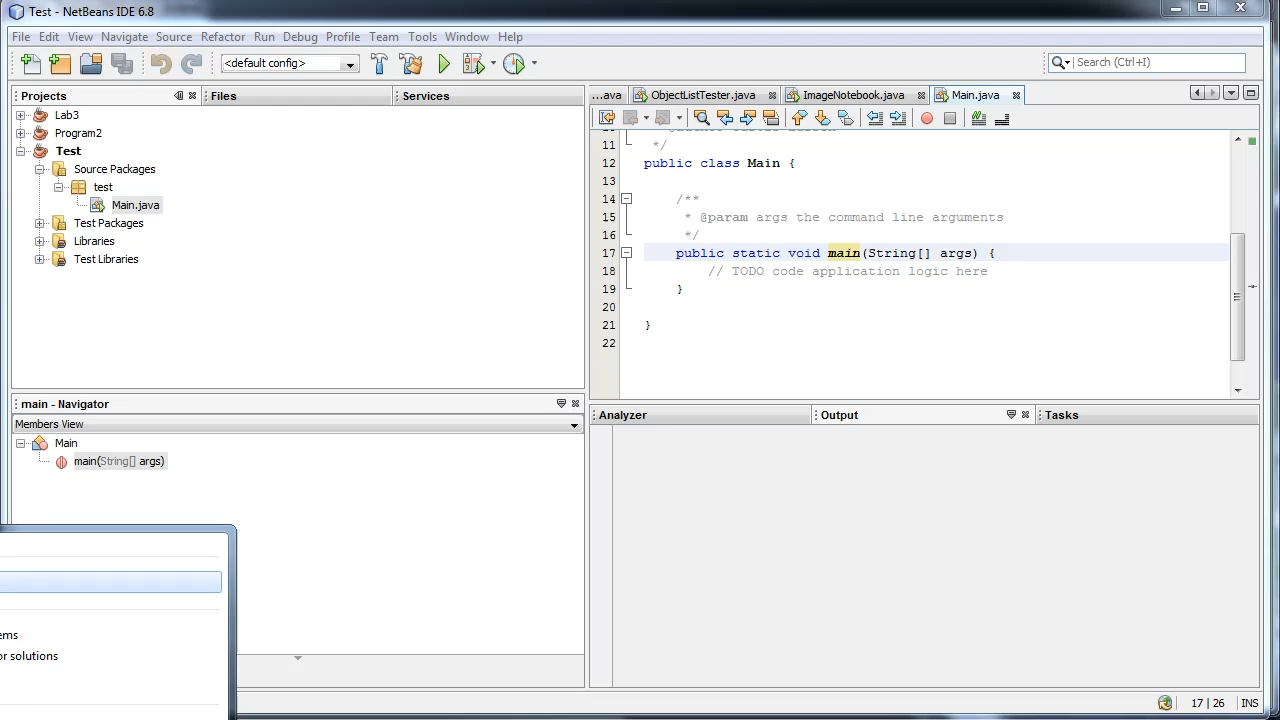 Test - NetBeans IDE 6.8
File Edit View Navigate Source Refactor Run Debug Profile Team Tools Window Help
<default config>
Search (Ctrl+I)
Projects
Files
Services
Lab3
Program2
Test
Source Packages
test
Main.java
Test Packages
Libraries
Test Libraries
main - Navigator
Members View
Main
main(String[] args)
ems
or solutions
...ava
ObjectListTester.java
ImageNotebook.java
Main.java
11 */
12 public class Main {
13
14 /**
15 * @param args the command line arguments
16 */
17 public static void main(String[] args) {
18 // TODO code application logic here
19 }
20
21 }
22
Analyzer
Output
Tasks
17 | 26 INS